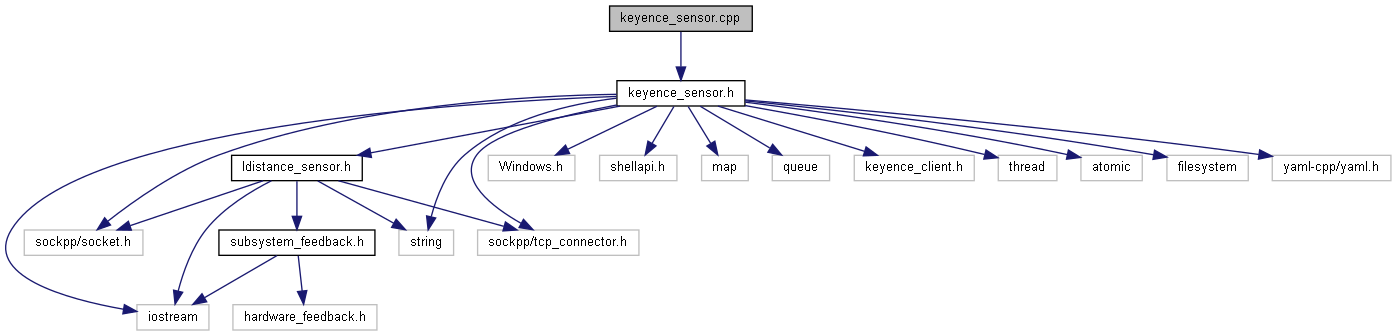 keyence_sensor.cpp
keyence_sensor.h
ldistance_sensor.h
Windows.h
shellapi.h
map
queue
keyence_client.h
thread
atomic
filesystem
yaml-cpp/yaml.h
sockpp/socket.h
subsystem_feedback.h
string
sockpp/tcp_connector.h
iostream
hardware_feedback.h